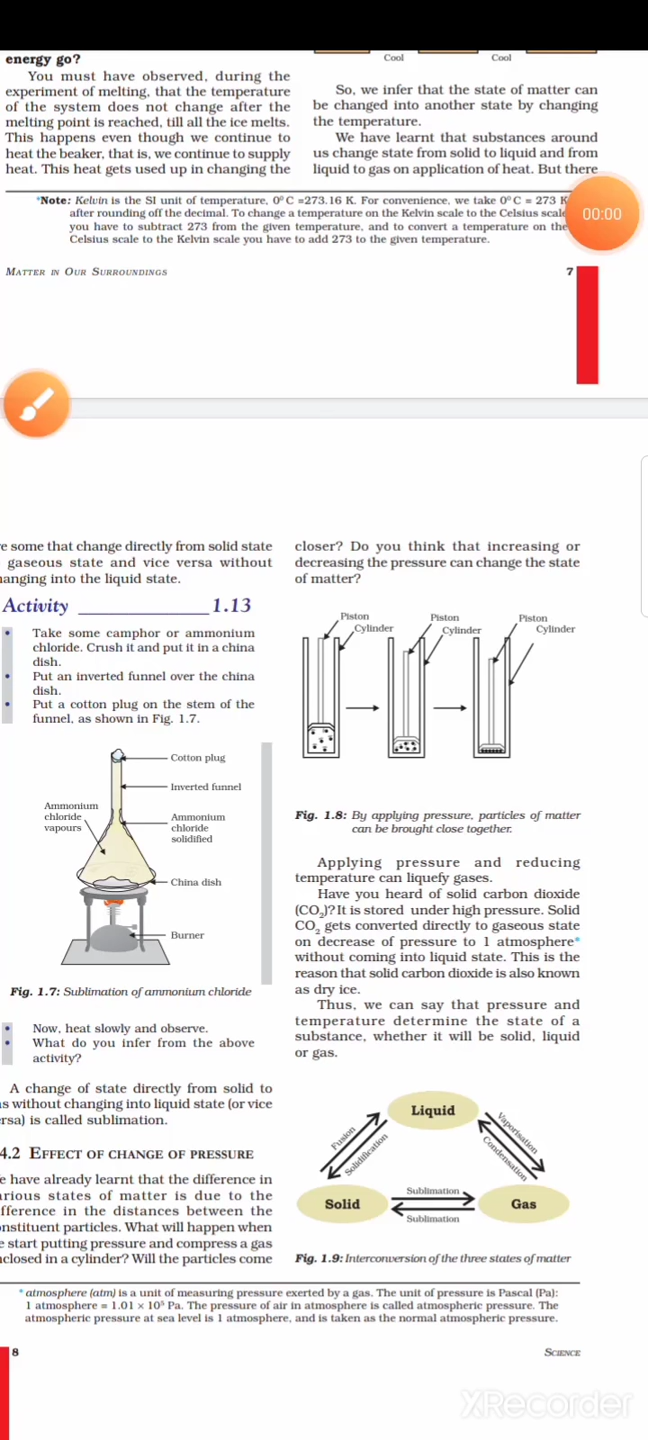 energy go?
You must have observed, during the
experiment of melting, that the temperature
of the system does not change after the
melting point is reached, till all the ice melts.
This happens even though we continue to
heat the beaker, that is, we continue to supply
heat. This heat gets used up in changing the
Cool
Cool
So, we infer that the state of matter can
be changed into another state by changing
the temperature.
We have learnt that substances around
us change state from solid to liquid and from
liquid to gas on application of heat. But there
*Note: Kelvin is the SI unit of temperature, 0° C =273.16 K. For convenience, we take 0° C = 273 K
after rounding off the decimal. To change a temperature on the Kelvin scale to the Celsius scale
you have to subtract 273 from the given temperature, and to convert a temperature on the
Celsius scale to the Kelvin scale you have to add 273 to the given temperature.
00:00
MATTER IN OUR SURROUNDINGS
7
some that change directly from solid state
gaseous state and vice versa without
into the liquid state.
Activity 1.13
• Take some camphor or ammonium
chloride. Crush it and put it in a china
dish.
• Put an inverted funnel over the china
dish.
• Put a cotton plug on the stem of the
funnel, as shown in Fig. 1.7.
Cotton plug
Inverted funnel
Ammonium
chloride
vapours
Ammonium
chloride
solidified
China dish
Burner
Fig. 1.7: Sublimation of ammonium chloride
• Now, heat slowly and observe.
• What do you infer from the above
activity?
A change of state directly from solid to
without changing into liquid state (or vice
is called sublimation.
4.2 EFFECT OF CHANGE OF PRESSURE
have already learnt that the difference in
states of matter is due to the
in the distances between the
particles. What will happen when
start putting pressure and compress a gas
in a cylinder? Will the particles come
closer? Do you think that increasing or
decreasing the pressure can change the state
of matter?
Piston
Cylinder
Piston
Cylinder
Piston
Cylinder
Fig. 1.8: By applying pressure, particles of matter
can be brought close together.
Applying pressure and reducing
temperature can liquefy gases.
Have you heard of solid carbon dioxide
(CO₂)? It is stored under high pressure. Solid
CO₂ gets converted directly to gaseous state
on decrease of pressure to 1 atmosphere*
without coming into liquid state. This is the
reason that solid carbon dioxide is also known
as dry ice.
Thus, we can say that pressure and
temperature determine the state of a
substance, whether it will be solid, liquid
or gas.
Liquid
Fusion
Solidification
Vaporisation
Condensation
Solid
Sublimation
Sublimation
Gas
Fig. 1.9: Interconversion of the three states of matter
* atmosphere (atm) is a unit of measuring pressure exerted by a gas. The unit of pressure is Pascal (Pa):
1 atmosphere = 1.01 × 10⁵ Pa. The pressure of air in atmosphere is called atmospheric pressure. The
atmospheric pressure at sea level is 1 atmosphere, and is taken as the normal atmospheric pressure.
8
SCIENCE
XRecorder